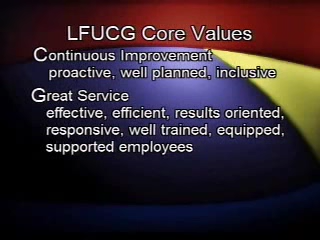 LFUCG Core Values
Continuous Improvement
proactive, well planned, inclusive
Great Service
effective, efficient, results oriented,
responsive, well trained, equipped,
supported employees